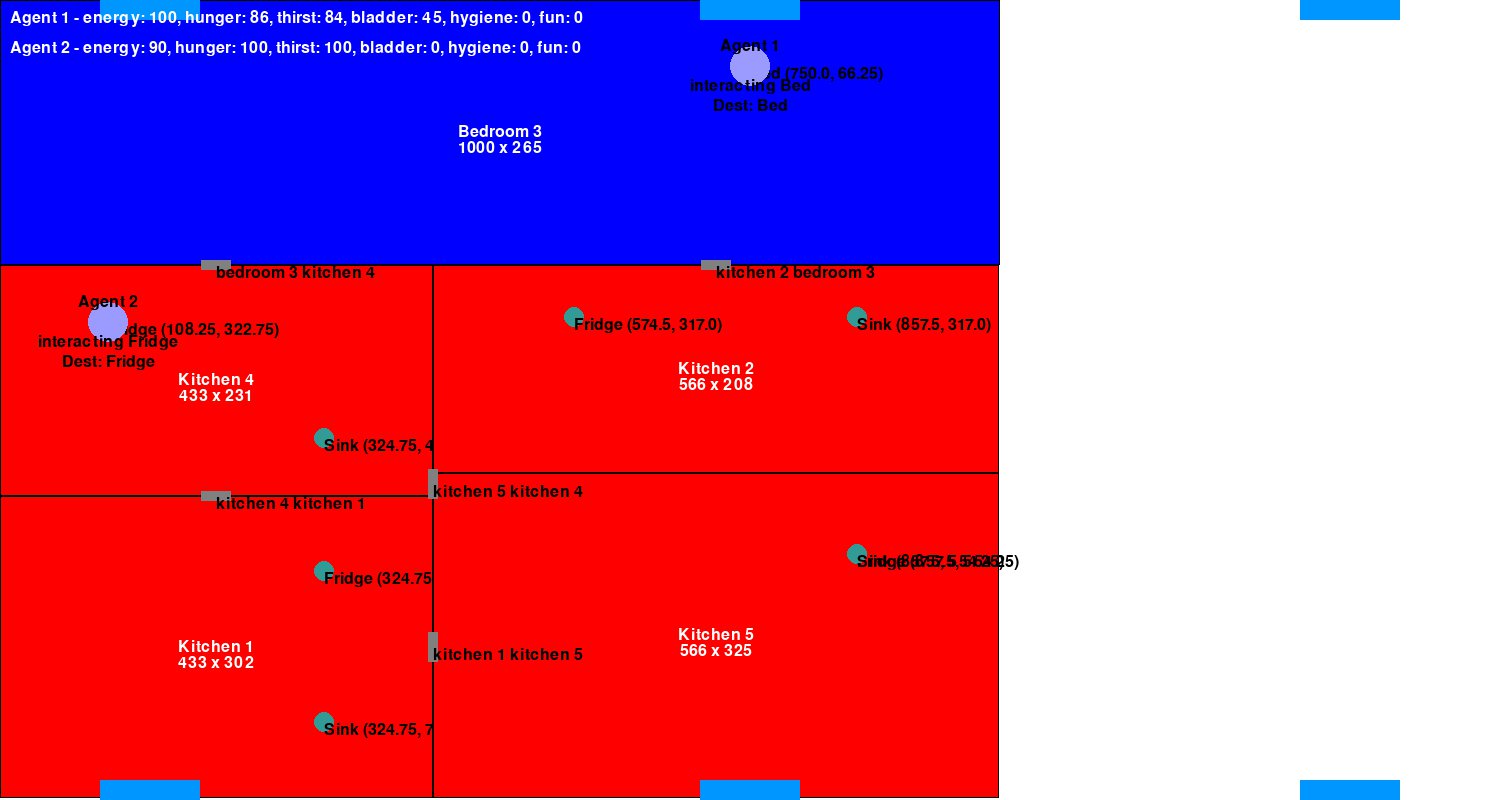 Agent 1 - energy: 100, hunger: 86, thirst: 84, bladder: 45, hygiene: 0, fun: 0
Agent 2 - energy: 90, hunger: 100, thirst: 100, bladder: 0, hygiene: 0, fun: 0
Agent 1
(750.0, 66.25)
interacting Bed
Dest: Bed
Bedroom 3
1000 x 265
bedroom 3 kitchen 4
kitchen 2 bedroom 3
Agent 2
(108.25, 322.75)
interacting Fridge
Dest: Fridge
Fridge (574.5, 317.0)
Sink (857.5, 317.0)
Kitchen 4
433 x 231
Kitchen 2
566 x 208
Sink (324.75, 4
kitchen 5 kitchen 4
kitchen 4 kitchen 1
Fridge (324.75
Kitchen 1
433 x 302
Kitchen 5
566 x 325
kitchen 1 kitchen 5
Sink (324.75, 7